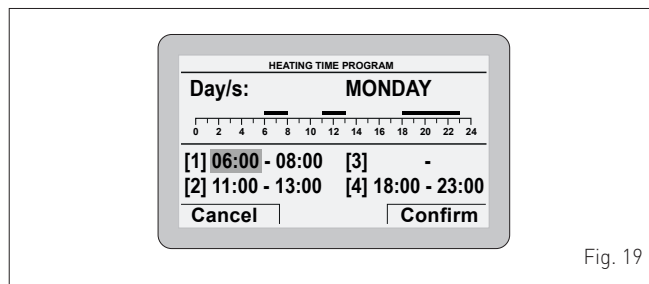 HEATING TIME PROGRAM
Day/s: MONDAY
0 2 4 6 8 10 12 14 16 18 20 22 24
[1] 06:00 - 08:00 [3] -
[2] 11:00 - 13:00 [4] 18:00 - 23:00
Cancel Confirm
Fig. 19